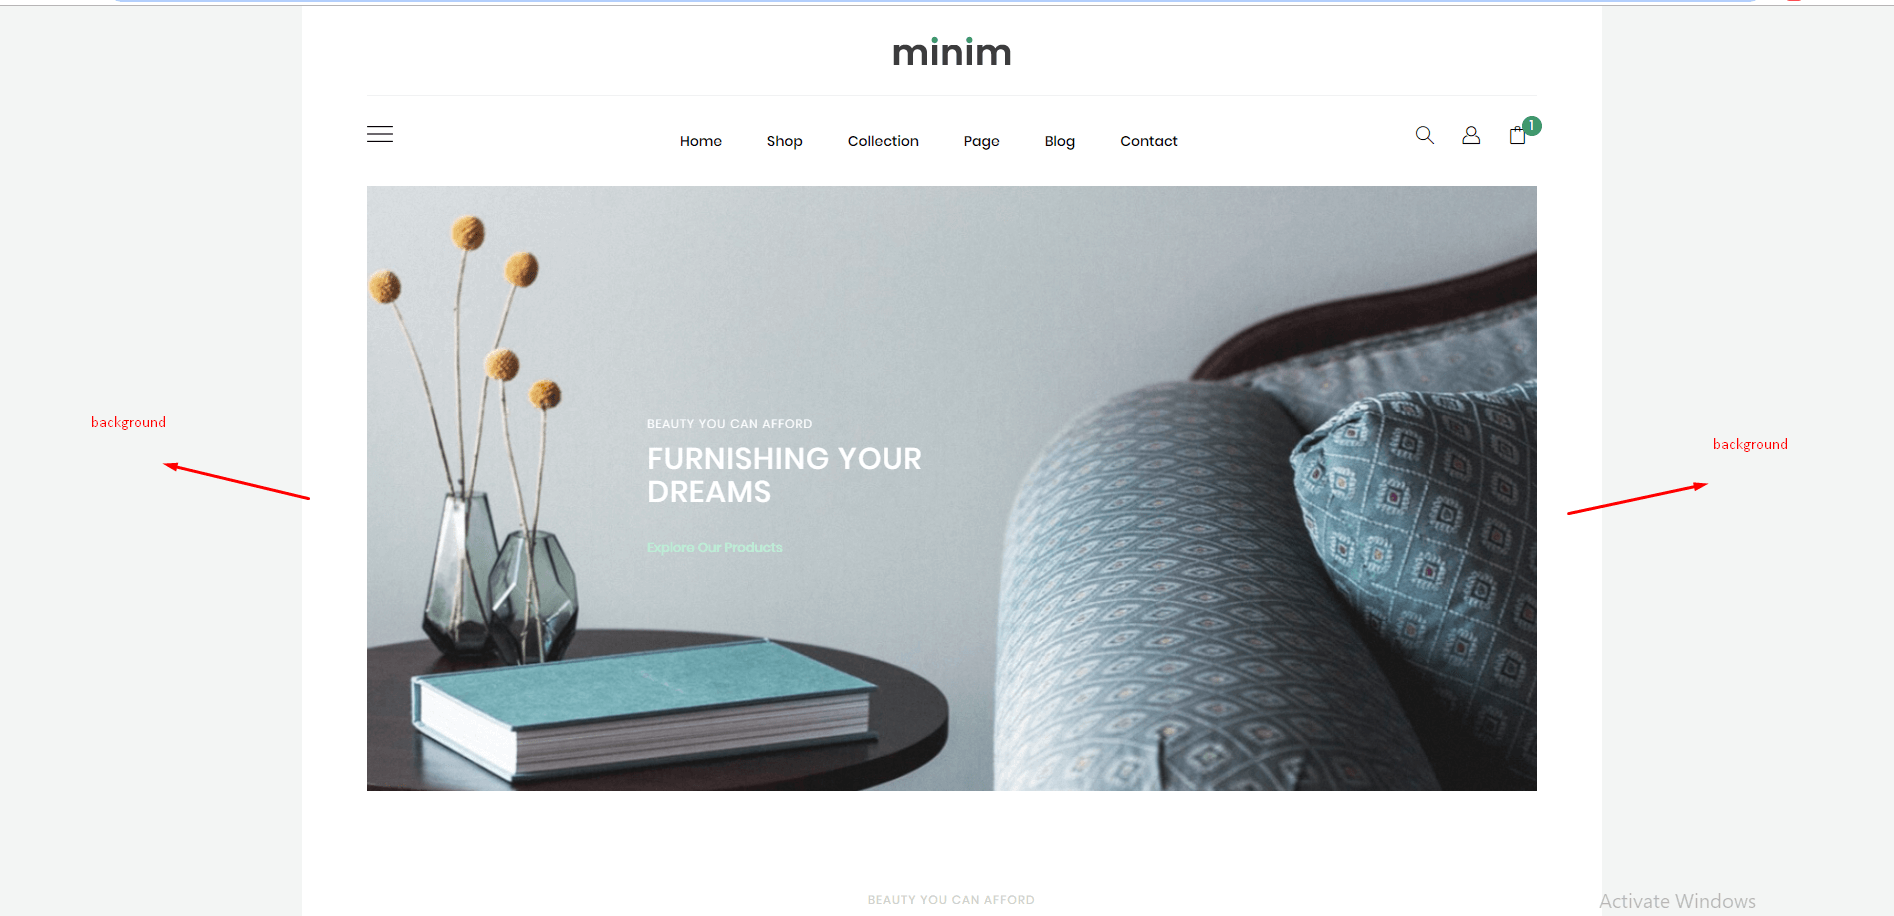 minim
Home Shop Collection Page Blog Contact
1
background
BEAUTY YOU CAN AFFORD
FURNISHING YOUR
DREAMS
Explore Our Products
background
BEAUTY YOU CAN AFFORD
Activate Windows